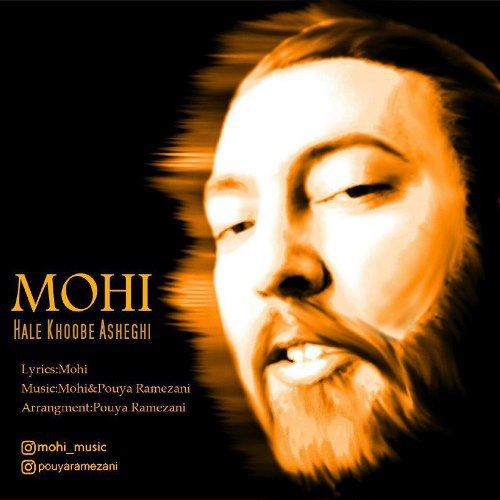 MOHI
HALE KHOOBE ASHEGHI
Lyrics:Mohi
Music:Mohi&Pouya Ramezani
Arrangment:Pouya Ramezani
mohi_music
pouyaramezani